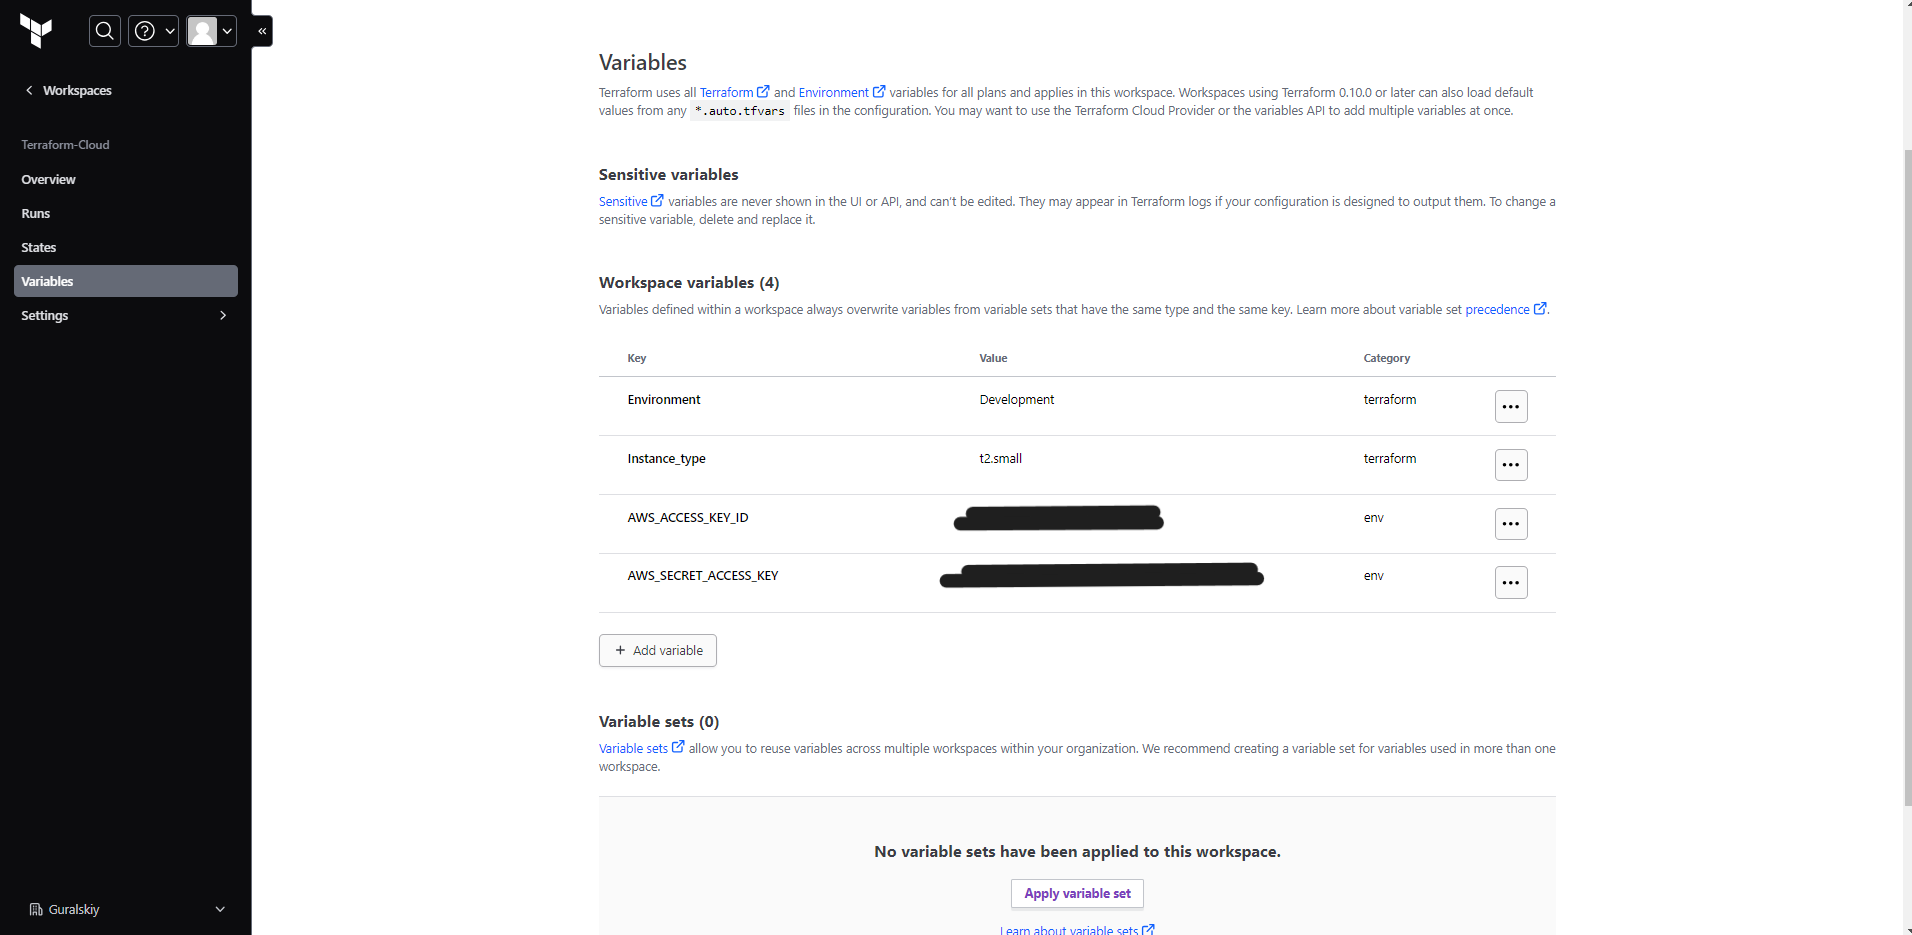 Workspaces
Terraform-Cloud
Overview
Runs
States
Variables
Settings
Guralskiy
Variables
Terraform uses all Terraform and Environment variables for all plans and applies in this workspace. Workspaces using Terraform 0.10.0 or later can also load default
values from any *.auto.tfvars files in the configuration. You may want to use the Terraform Cloud Provider or the variables API to add multiple variables at once.
Sensitive variables
Sensitive variables are never shown in the UI or API, and can't be edited. They may appear in Terraform logs if your configuration is designed to output them. To change a
sensitive variable, delete and replace it.
Workspace variables (4)
Variables defined within a workspace always overwrite variables from variable sets that have the same type and the same key. Learn more about variable set precedence.
Key Value Category
Environment Development terraform
Instance_type t2.small terraform
AWS_ACCESS_KEY_ID env
AWS_SECRET_ACCESS_KEY env
+ Add variable
Variable sets (0)
Variable sets allow you to reuse variables across multiple workspaces within your organization. We recommend creating a variable set for variables used in more than one
workspace.
No variable sets have been applied to this workspace.
Apply variable set
Learn about variable sets